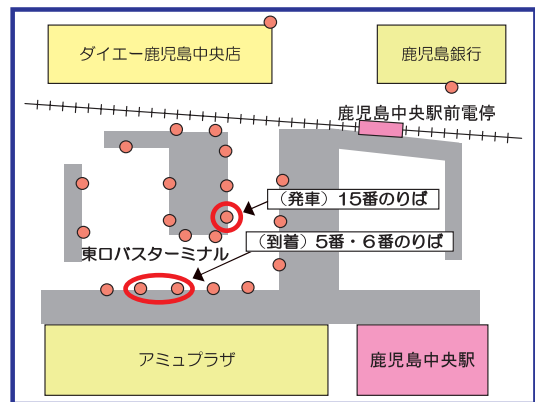 ダイエー鹿児島中央店
鹿児島銀行
鹿児島中央駅前電停
（発車）15番のりば
（到着）5番・6番のりば
東口バスターミナル
アミュプラザ
鹿児島中央駅